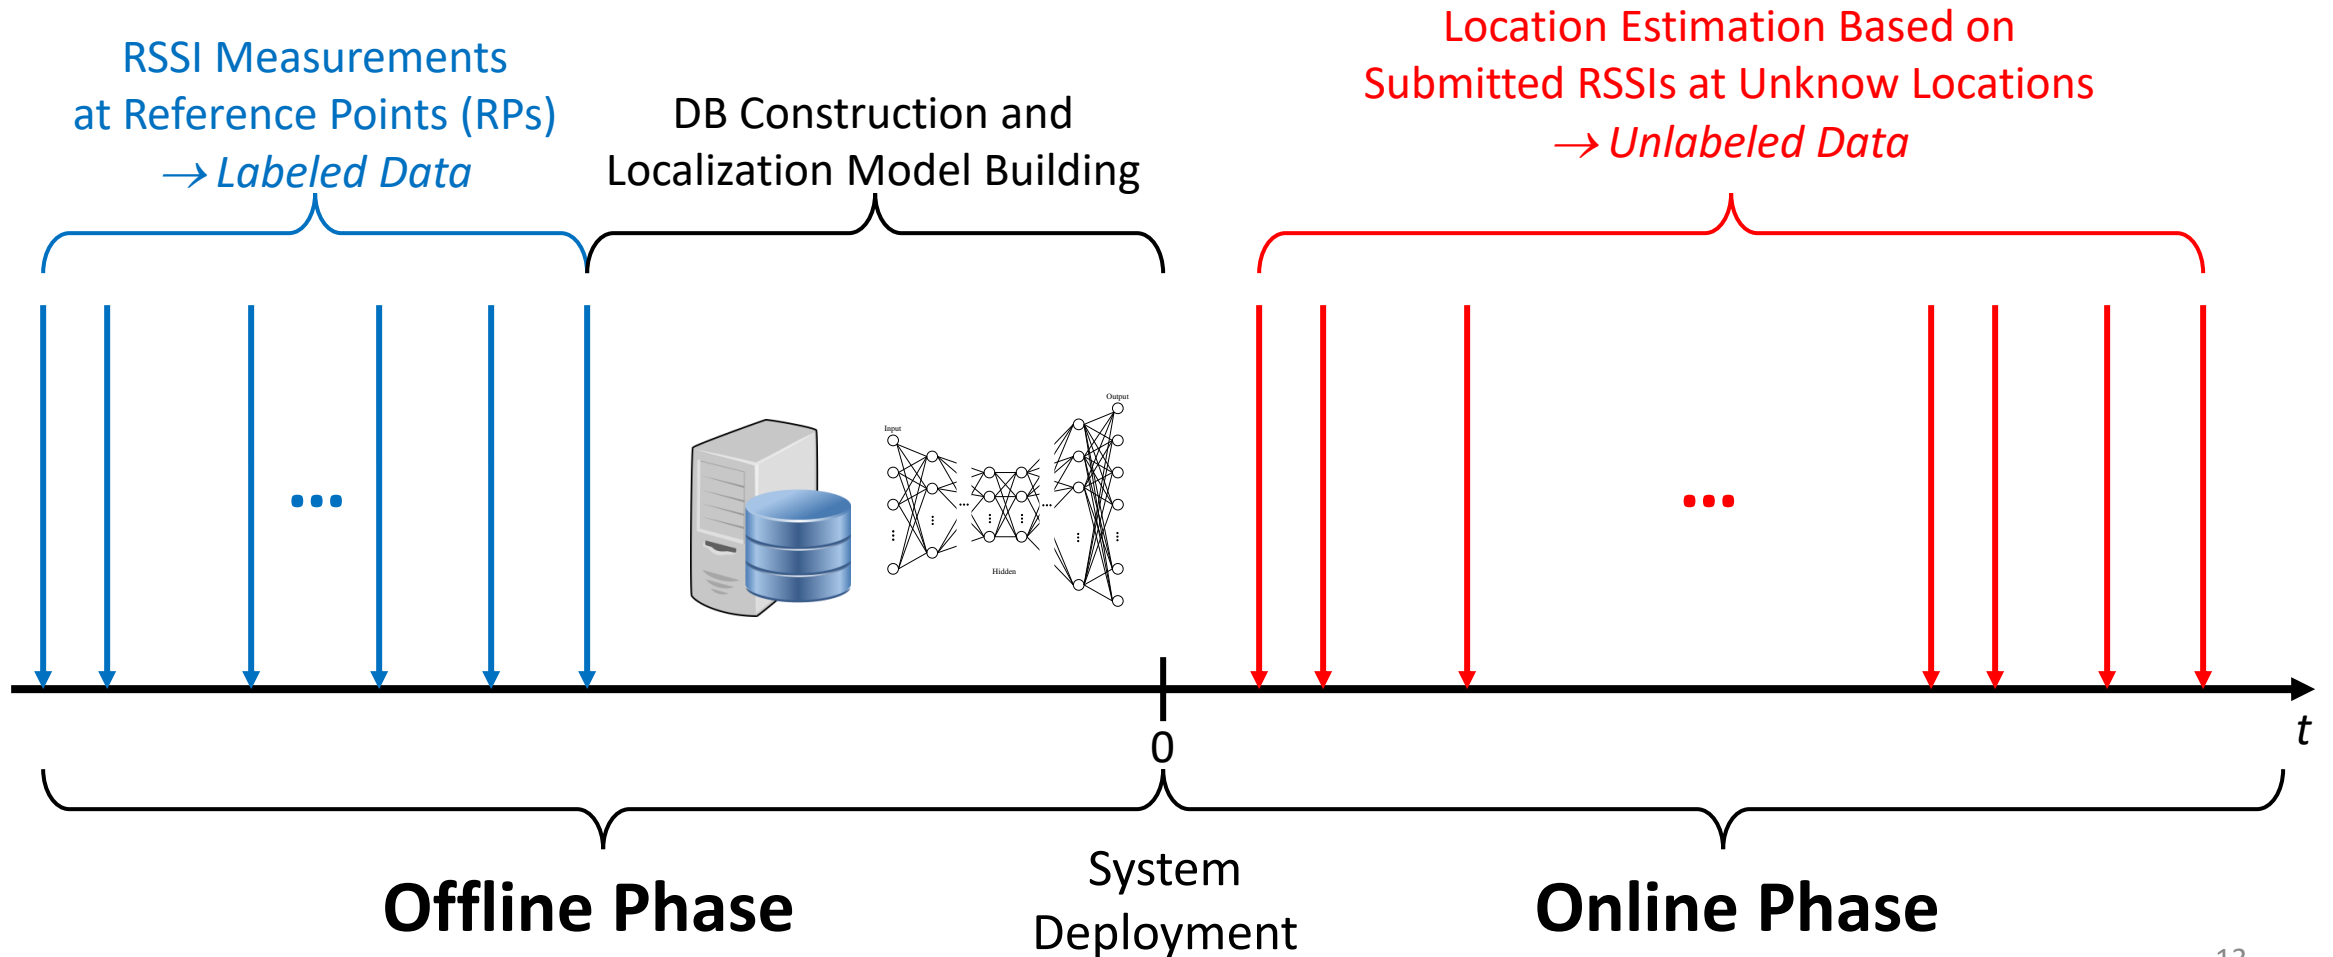 RSSI Measurements
at Reference Points (RPs)
→ Labeled Data
DB Construction and
Localization Model Building
Location Estimation Based on
Submitted RSSIs at Unknow Locations
→ Unlabeled Data
...
Input
Output
Hidden
...
0
t
Offline Phase
System
Deployment
Online Phase